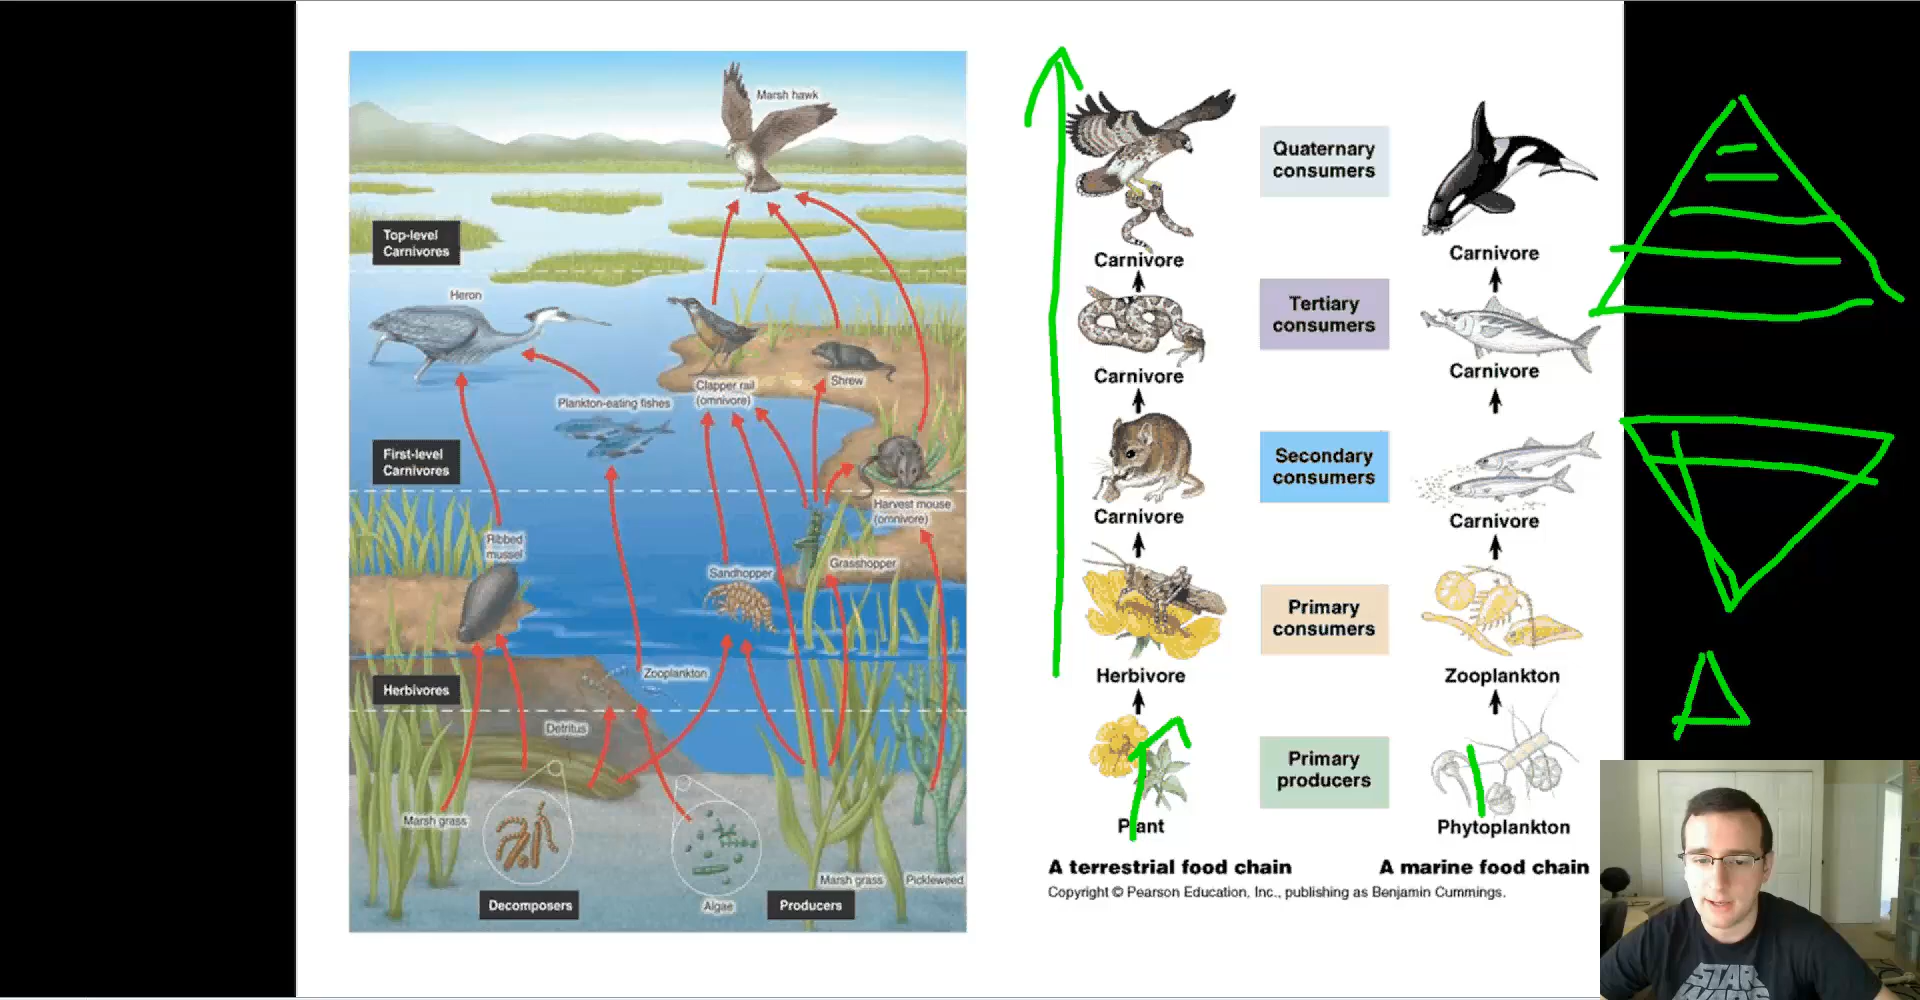 Marsh hawk
Top-level
Carnivores
Heron
Clapper rail
(omnivore)
Shrew
Plankton-eating fishes
First-level
Carnivores
Harvest mouse
(omnivore)
Ribbed
mussel
Sandhopper
Grasshopper
Herbivores
Zooplankton
Detritus
Marsh grass
Marsh grass
Pickleweed
Decomposers
Algae
Producers
Quaternary
consumers
Carnivore
Carnivore
Tertiary
consumers
Carnivore
Carnivore
Secondary
consumers
Carnivore
Carnivore
Primary
consumers
Herbivore
Zooplankton
Primary
producers
Plant
Phytoplankton
A terrestrial food chain
A marine food chain
Copyright © Pearson Education, Inc., publishing as Benjamin Cummings.
STAR
WARS